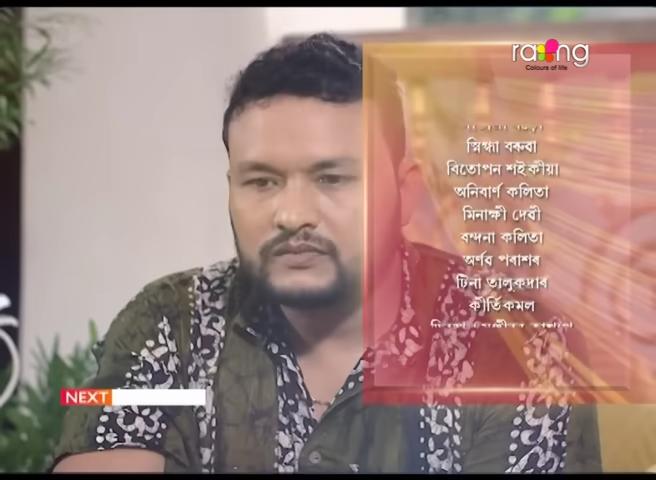 rang
Colours of life
স্নিগ্ধা বৰুৱা
বিতোপন শইকীয়া
অনিবাৰ্ণ কলিতা
মিনাক্ষী দেৱী
বন্দনা কলিতা
অৰ্ণৱ পৰাশৰ
টিনা তালুকদাৰ
কীৰ্তিকমল
NEXT